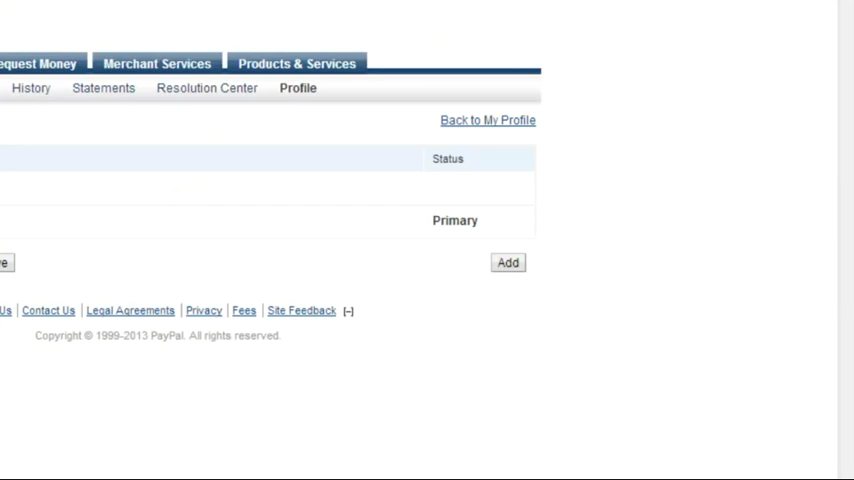 equest Money Merchant Services Products & Services
History Statements Resolution Center Profile
Back to My Profile
Status
Primary
e Add
Us Contact Us Legal Agreements Privacy Fees Site Feedback [–]
Copyright © 1999-2013 PayPal. All rights reserved.